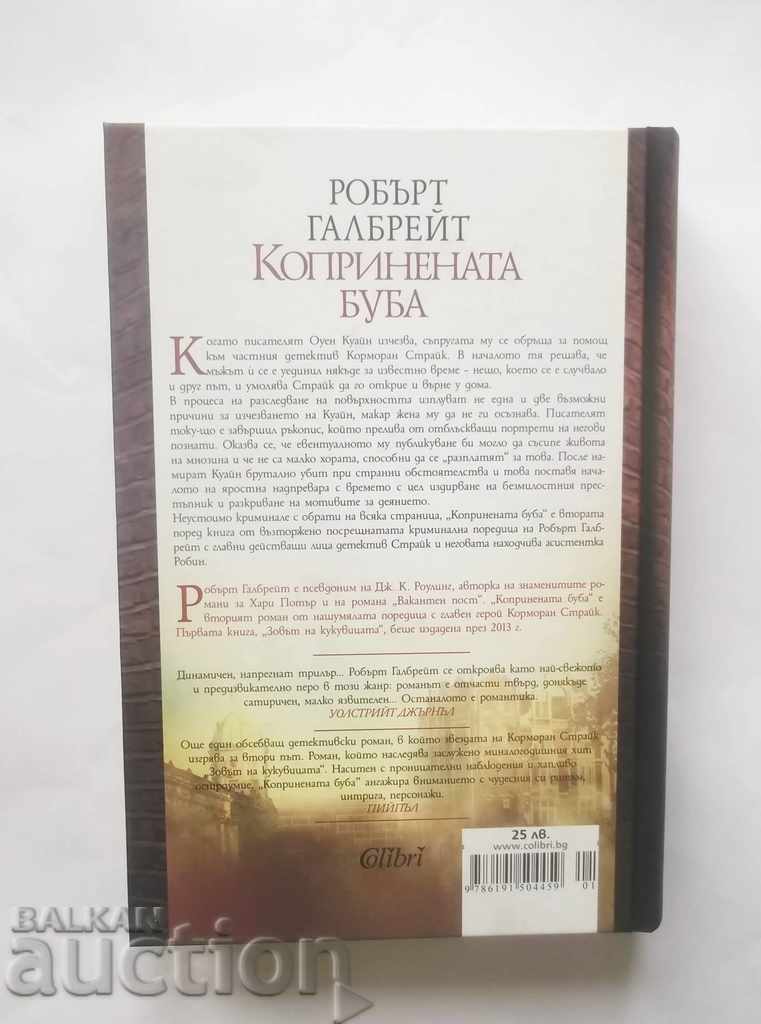 РОБЪРТ
ГАЛБРЕЙТ
КОПРИНЕНАТА
БУБА
Когато писателят Оуен Куайн изчезва, съпругата му се обръща за помощ
към частния детектив Корморан Страйк. В началото тя решава, че
мъжът ѝ се е уединил някъде за известно време – нещо, което се е случвало
и друг път, и умолява Страйк да го открие и върне у дома.
В процеса на разследване на повърхността изплуват не една и две възможни
причини за изчезването на Куайн, макар жена му да не ги осъзнава. Писателят
току-що е завършил ръкопис, който прелива от отблъскващи портрети на негови
познати. Оказва се, че евентуалното му публикуване би могло да съсипе живота
на мнозина и че не са малко хората, способни да се „разплатят" за това. После на-
мират Куайн брутално убит при странни обстоятелства и това поставя нача-
лото на яростна надпревара с времето с цел издирване на безмилостния прес-
тъпник и разкриване на мотивите за деянието.
Неустоимо криминале с обрати на всяка страница, „Копринената буба" е втората
поред книга от възторжено посрещнатата криминална поредица на Робърт Галб-
рейт с главни действащи лица детектив Страйк и неговата находчива асистентка
Робин.
Робърт Галбрейт е псевдоним на Дж. К. Роулинг, авторка на знаменитите ро-
мани за Хари Потър и на романа „Вакантен пост". „Копринената буба" е
вторият роман от нашумялата поредица с главен герой Корморан Страйк.
Първата книга, „Зовът на кукувицата", беше издадена през 2013 г.
Динамичен, напрегнат трилър... Робърт Галбрейт се откроява като най-свежото
и предизвикателно перо в този жанр: романът е отчасти твърд, донякъде
сатиричен, малко язвителен... Останалото е романтика.
УОЛСТРИЙТ ДЖЪРНЪЛ
Още един обсебващ детективски роман, в който звездата на Корморан Страйк
изгрява за втори път. Роман, който наследява заслужено миналогодишния хит
„Зовът на кукувицата". Наситен с проницателни наблюдения и хапливо
остроумие, „Копринената буба" ангажира вниманието с чудесния си ритъм,
интрига, персонажи.
ПИЙПЪЛ
Colibri
25 лв.
www.colibri.bg
9 786191 504459
01
BALKAN
auction